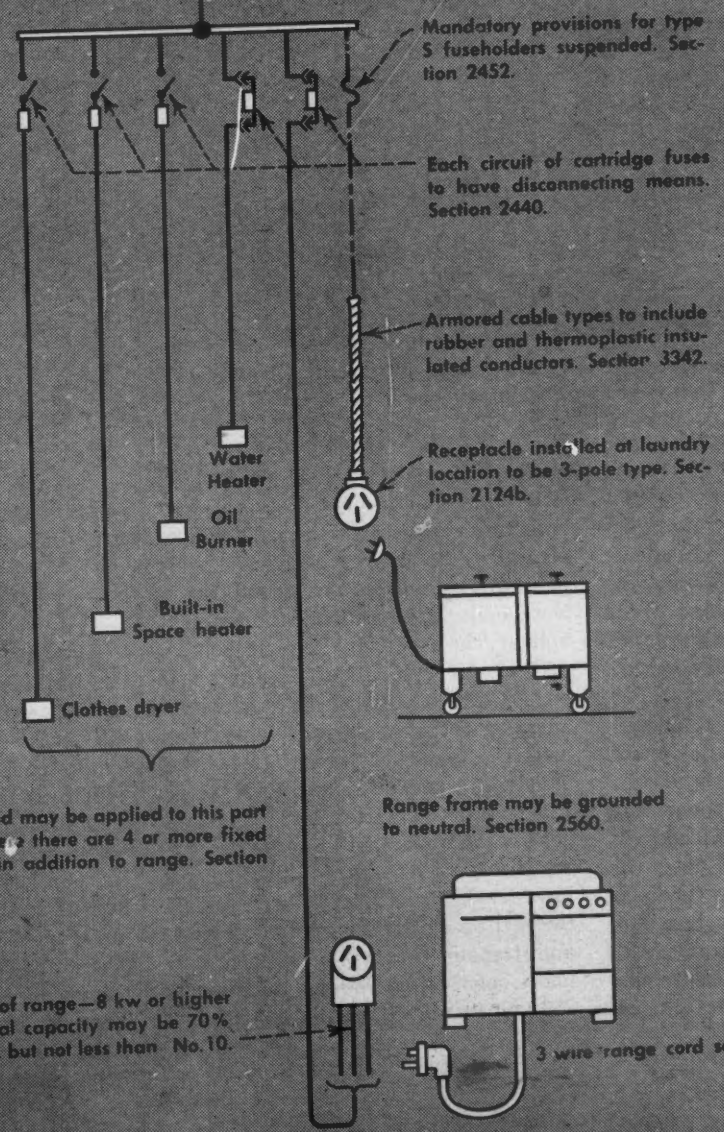 Mandatory provisions for type
S fuseholders suspended. Sec-
tion 2452.
Each circuit of cartridge fuses
to have disconnecting means.
Section 2440.
Armored cable types to include
rubber and thermoplastic insu-
lated conductors. Section 3342.
Receptacle installed at laundry
location to be 3-pole type. Sec-
tion 2124b.
Water
Heater
Oil
Burner
Built-in
Space heater
Clothes dryer
may be applied to this part
there are 4 or more fixed
in addition to range. Section
Range frame may be grounded
to neutral. Section 2560.
of range—8 kw or higher
capacity may be 70%
but not less than No. 10.
3 wire range cord